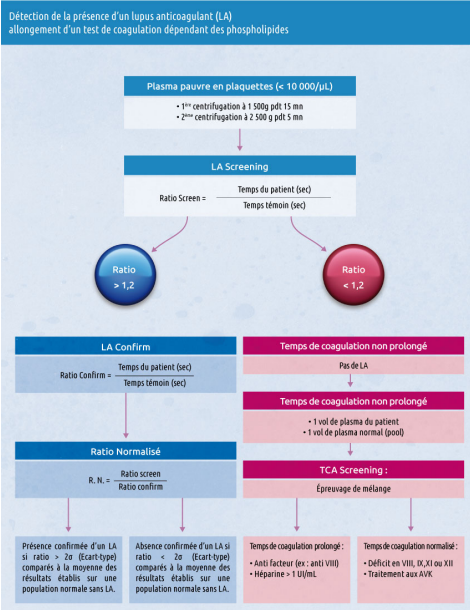 Détection de la présence d'un lupus anticoagulant (LA)
allongement d'un test de coagulation dépendant des phospholipides
Plasma pauvre en plaquettes (< 10 000/µL)
• 1ère centrifugation à 1 500g pdt 15 mn
• 2ème centrifugation à 2 500 g pdt 5 mn
LA Screening
Ratio Screen =
Temps du patient (sec)
Temps témoin (sec)
Ratio
> 1,2
Ratio
< 1,2
LA Confirm
Ratio Confirm =
Temps du patient (sec)
Temps témoin (sec)
Ratio Normalisé
R. N. =
Ratio screen
Ratio confirm
Présence confirmée d'un LA
si ratio > 2σ (Ecart-type)
comparés à la moyenne des
résultats établis sur une
population normale sans LA.
Absence confirmée d'un LA si
ratio < 2σ (Ecart-type)
comparés à la moyenne des
résultats établis sur une
population normale sans LA.
Temps de coagulation non prolongé
Pas de LA
Temps de coagulation non prolongé
• 1 vol de plasma du patient
• 1 vol de plasma normal (pool)
TCA Screening :
Épreuvage de mélange
Temps de coagulation prolongé :
• Anti facteur (ex : anti VIII)
• Héparine > 1 UI/mL
Temps de coagulation normalisé :
• Déficit en VIII, IX,XI ou XII
• Traitement aux AVK